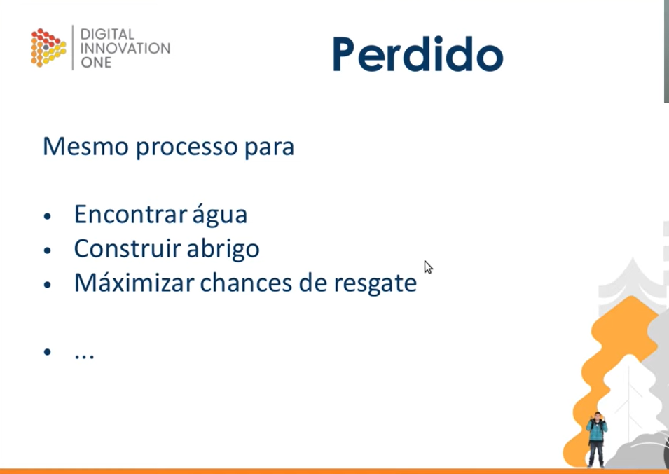 DIGITAL
INNOVATION
ONE
Perdido
Mesmo processo para
• Encontrar água
• Construir abrigo
• Máximizar chances de resgate
• ...